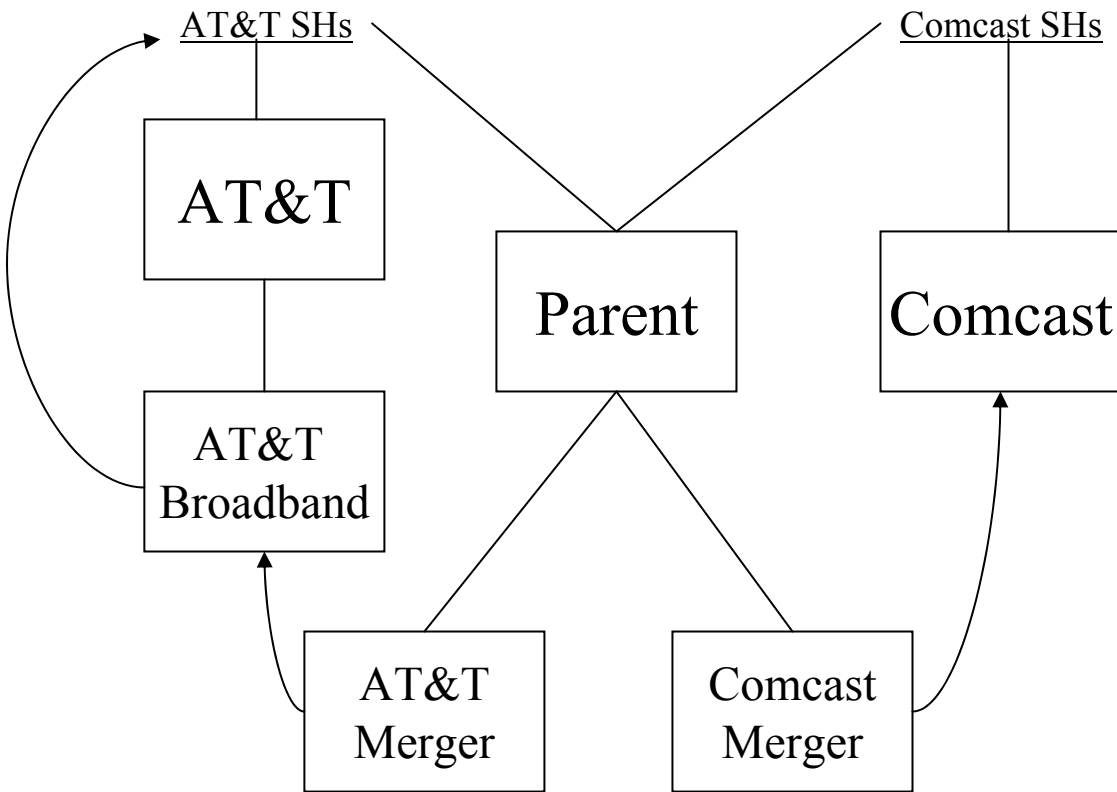 AT&T SHs
Comcast SHs
AT&T
Parent
Comcast
AT&T
Broadband
AT&T
Merger
Comcast
Merger